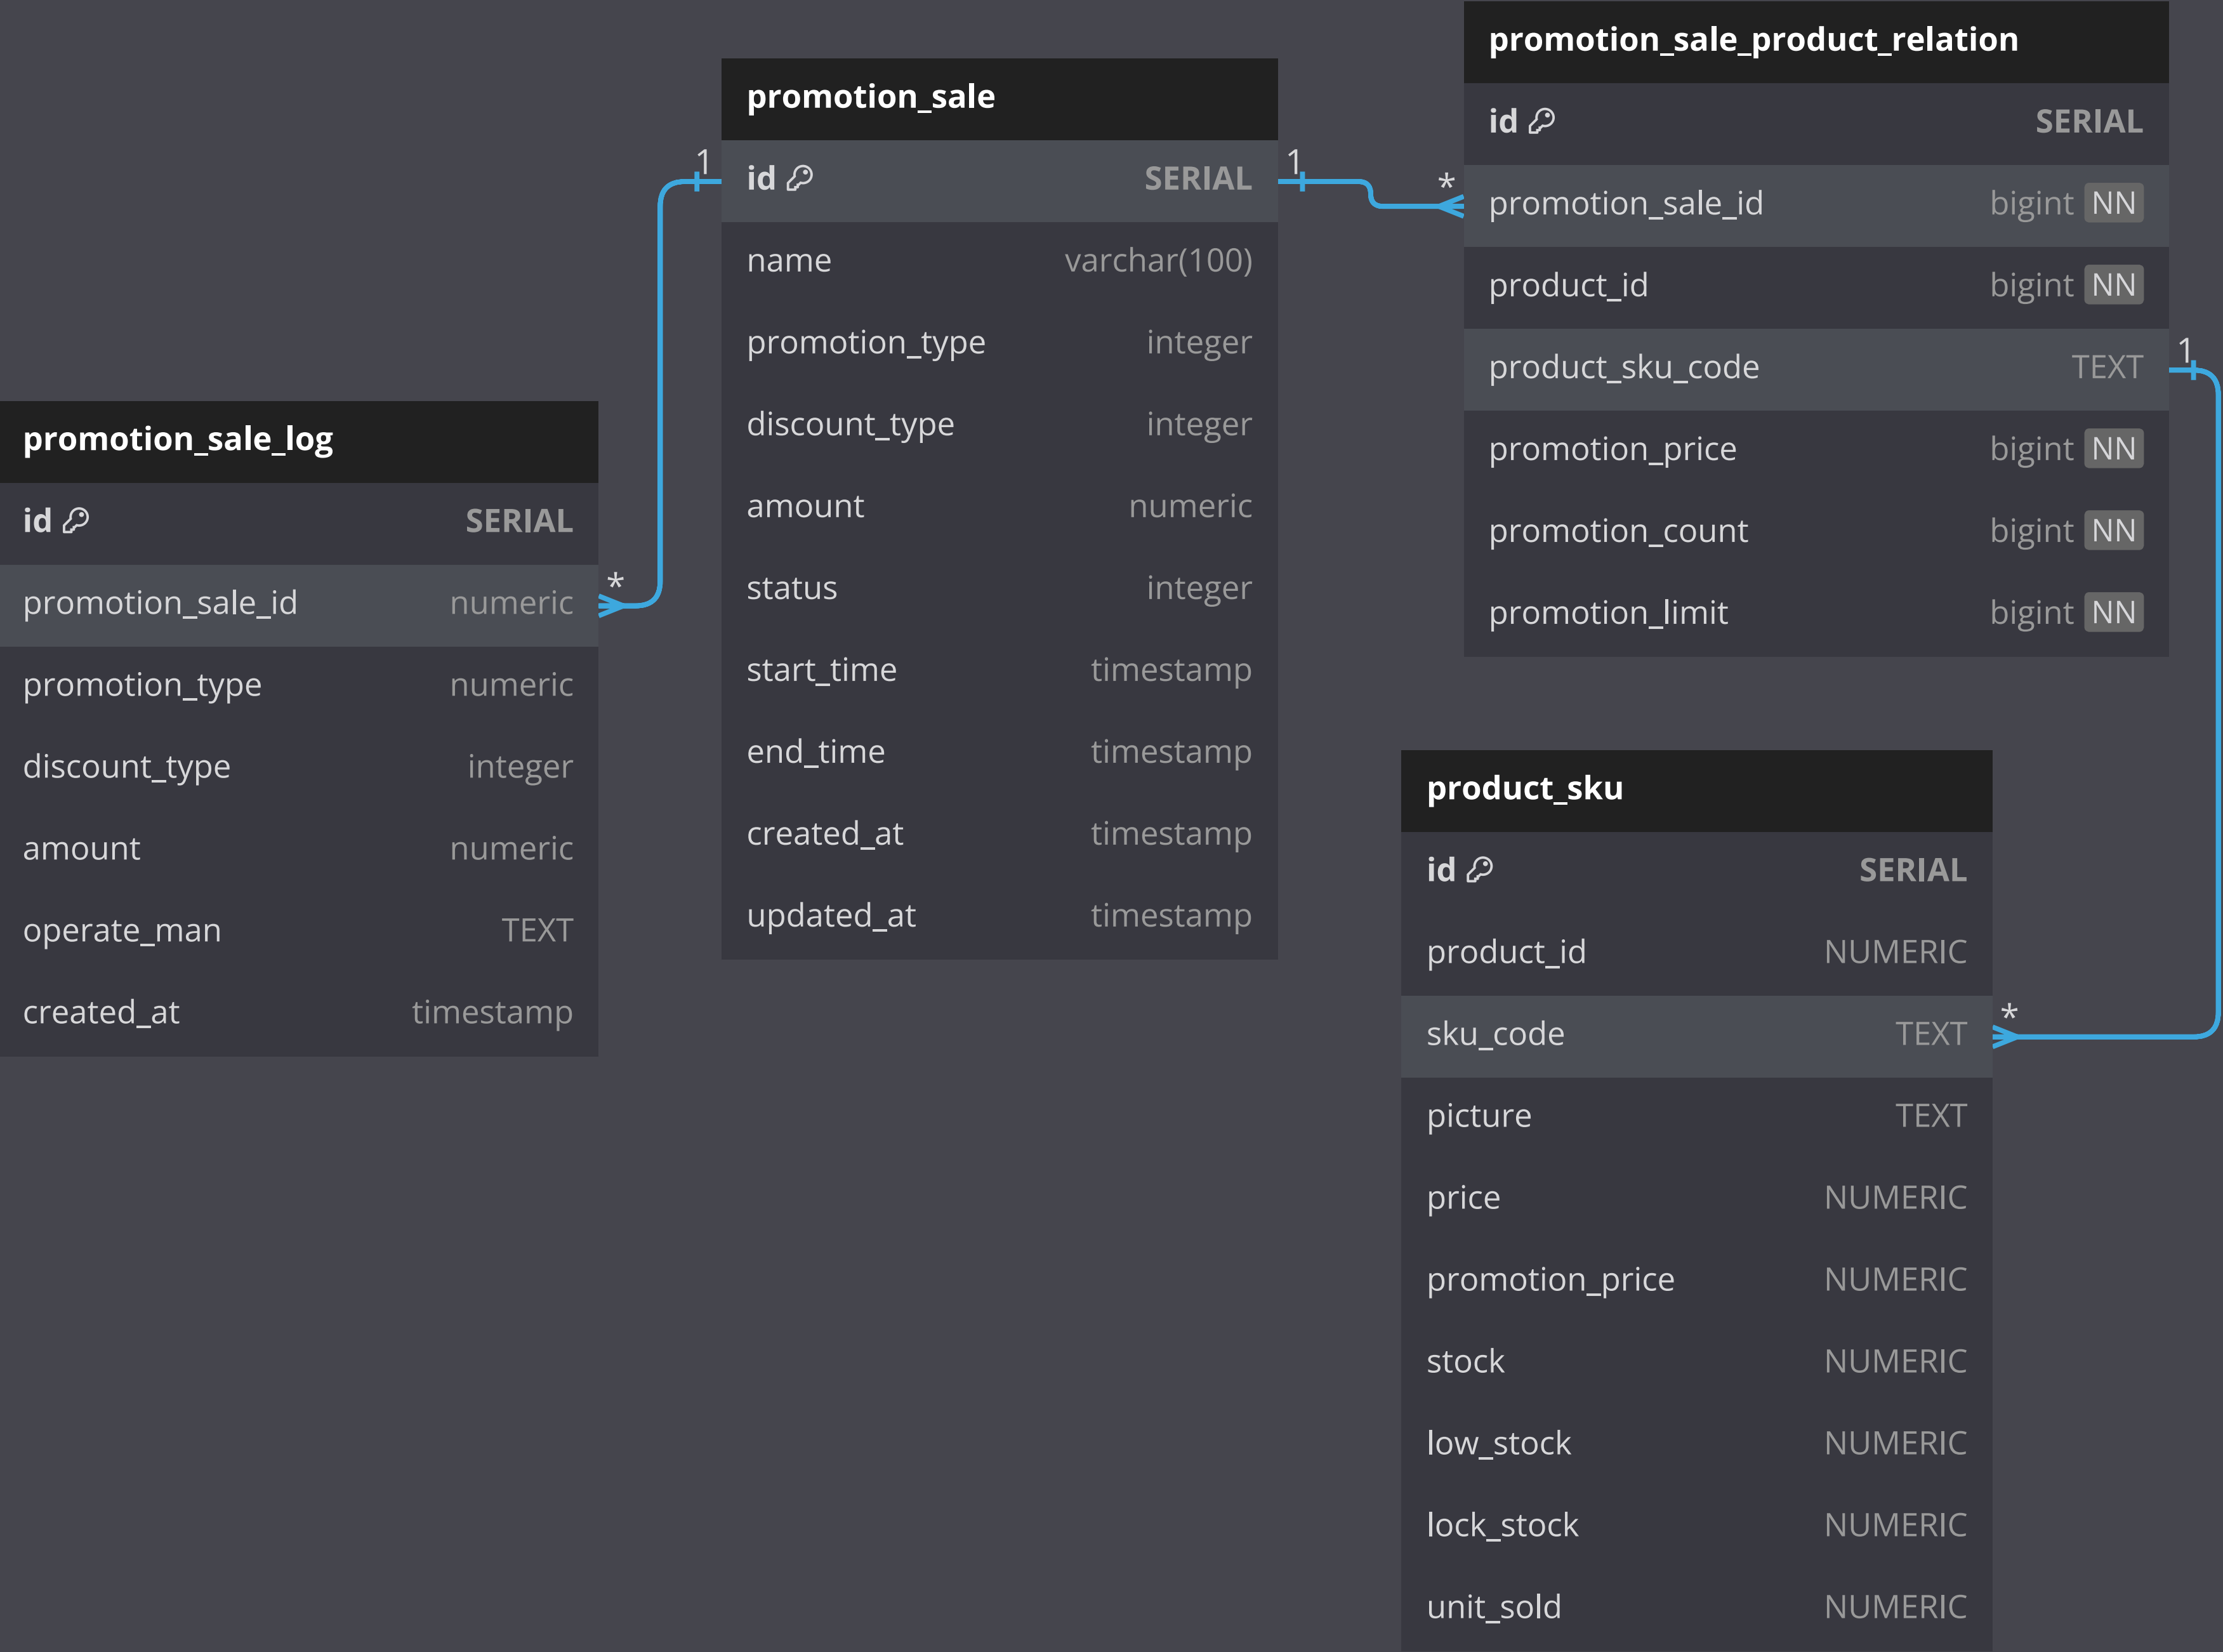 promotion_sale_product_relation
id SERIAL
promotion_sale_id bigint NN
product_id bigint NN
product_sku_code TEXT
promotion_price bigint NN
promotion_count bigint NN
promotion_limit bigint NN
promotion_sale
id SERIAL
name varchar(100)
promotion_type integer
discount_type integer
amount numeric
status integer
start_time timestamp
end_time timestamp
created_at timestamp
updated_at timestamp
1
1
*
1
*
*
promotion_sale_log
id SERIAL
promotion_sale_id numeric
promotion_type numeric
discount_type integer
amount numeric
operate_man TEXT
created_at timestamp
product_sku
id SERIAL
product_id NUMERIC
sku_code TEXT
picture TEXT
price NUMERIC
promotion_price NUMERIC
stock NUMERIC
low_stock NUMERIC
lock_stock NUMERIC
unit_sold NUMERIC